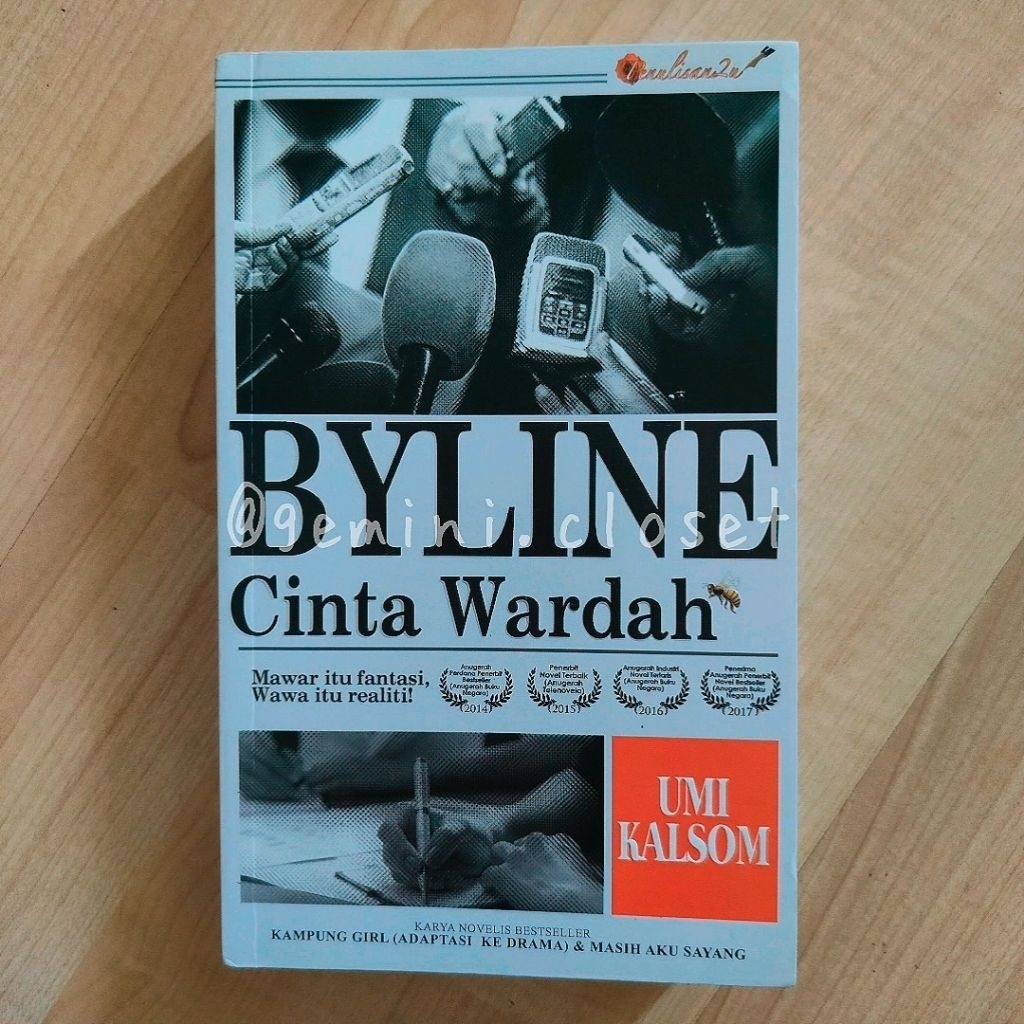 Penulisan2u
BYLINE
@gemini.closet
Cinta Wardah
Mawar itu fantasi,
Wawa itu realiti!
Anugerah
Perdana Penerbit
Bestseller
(Anugerah Buku
Negara)
(2014)
Penerbit
Novel Terbaik
(Anugerah
Telenovela)
(2015)
Anugerah Industri
Novel Terlaris
(Anugerah Buku
Negara)
(2016)
Penerima
Anugerah Penerbit
Novel Bestseller
(Anugerah Buku
Negara)
(2017)
UMI
KALSOM
KARYA NOVELIS BESTSELLER
KAMPUNG GIRL (ADAPTASI KE DRAMA) & MASIH AKU SAYANG